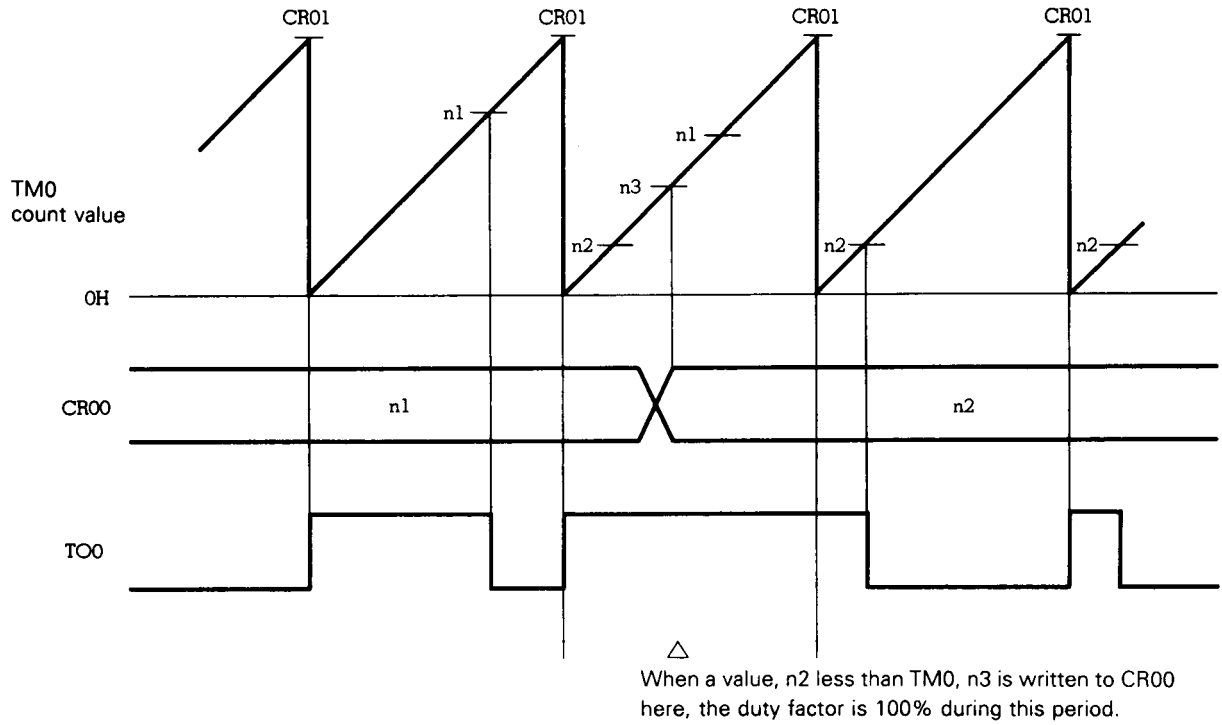 CR01 CR01 CR01 CR01
n1
n1
n3
TM0
count value
n2 n2 n2
0H
CR00 n1 n2
TO0
When a value, n2 less than TM0, n3 is written to CR00
here, the duty factor is 100% during this period.